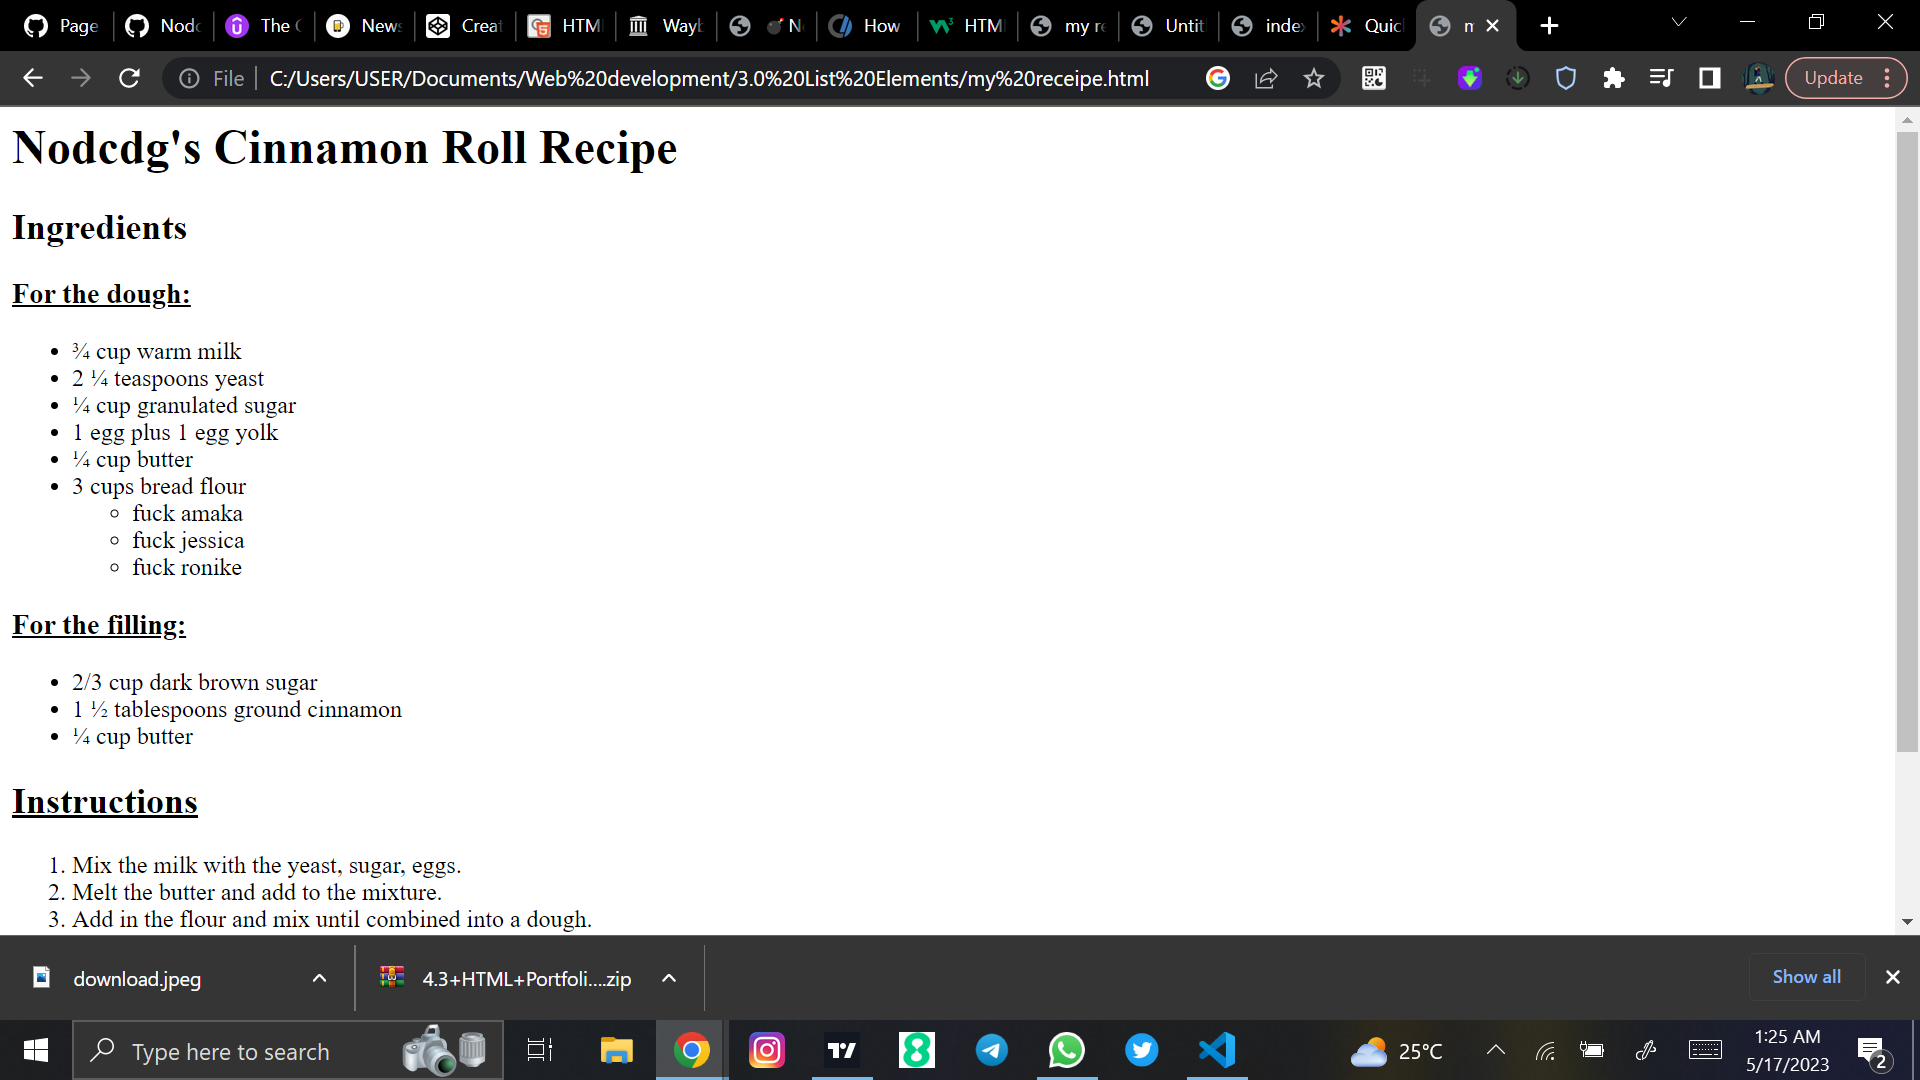 Page
Nodc
The C
News
Creat
HTML
Wayb
N
How
HTML
my re
Untit
index
Quic
File
C:/Users/USER/Documents/Web%20development/3.0%20List%20Elements/my%20receipe.html
Update
Nodcdg's Cinnamon Roll Recipe
Ingredients
For the dough:
¾ cup warm milk
2 ¼ teaspoons yeast
¼ cup granulated sugar
1 egg plus 1 egg yolk
¼ cup butter
3 cups bread flour
fuck amaka
fuck jessica
fuck ronike
For the filling:
2/3 cup dark brown sugar
1 ½ tablespoons ground cinnamon
¼ cup butter
Instructions
1. Mix the milk with the yeast, sugar, eggs.
2. Melt the butter and add to the mixture.
3. Add in the flour and mix until combined into a dough.
download.jpeg
4.3+HTML+Portfoli....zip
Show all
Type here to search
25°C
1:25 AM
5/17/2023
2